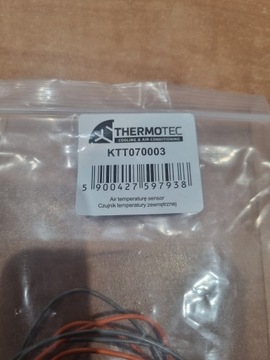 THERMOTEC
COOLING & AIR CONDITIONING
KTT070003
5 900427 597938
Air temperature sensor
Czujnik temperatury zewnętrznej